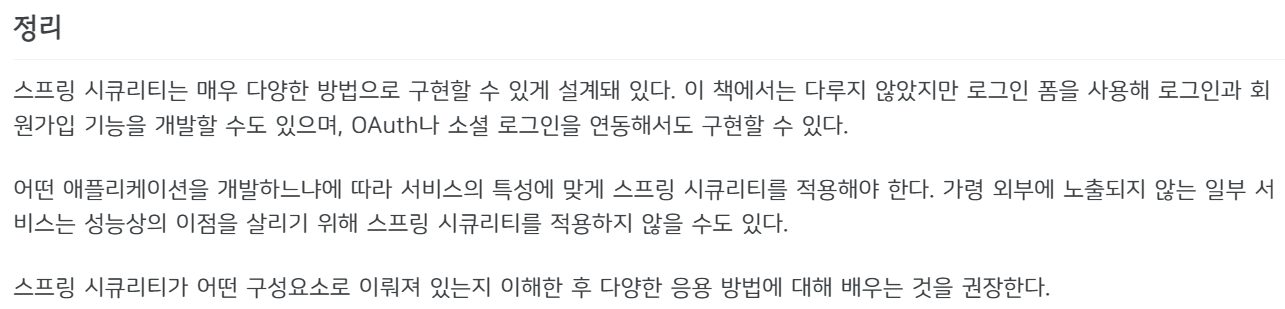 정리
스프링 시큐리티는 매우 다양한 방법으로 구현할 수 있게 설계돼 있다. 이 책에서는 다루지 않았지만 로그인 폼을 사용해 로그인과 회
원가입 기능을 개발할 수도 있으며, OAuth나 소셜 로그인을 연동해서도 구현할 수 있다.
어떤 애플리케이션을 개발하느냐에 따라 서비스의 특성에 맞게 스프링 시큐리티를 적용해야 한다. 가령 외부에 노출되지 않는 일부 서
비스는 성능상의 이점을 살리기 위해 스프링 시큐리티를 적용하지 않을 수도 있다.
스프링 시큐리티가 어떤 구성요소로 이뤄져 있는지 이해한 후 다양한 응용 방법에 대해 배우는 것을 권장한다.